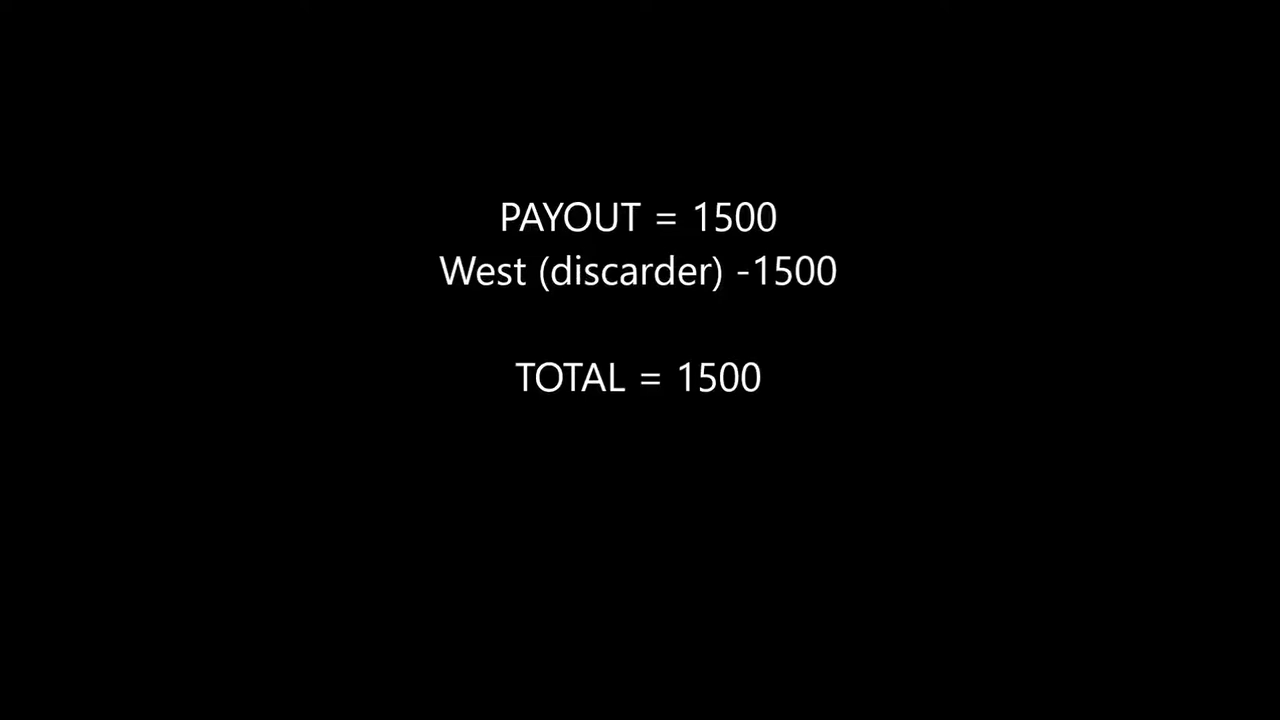 PAYOUT = 1500
West (discarder) -1500
TOTAL = 1500